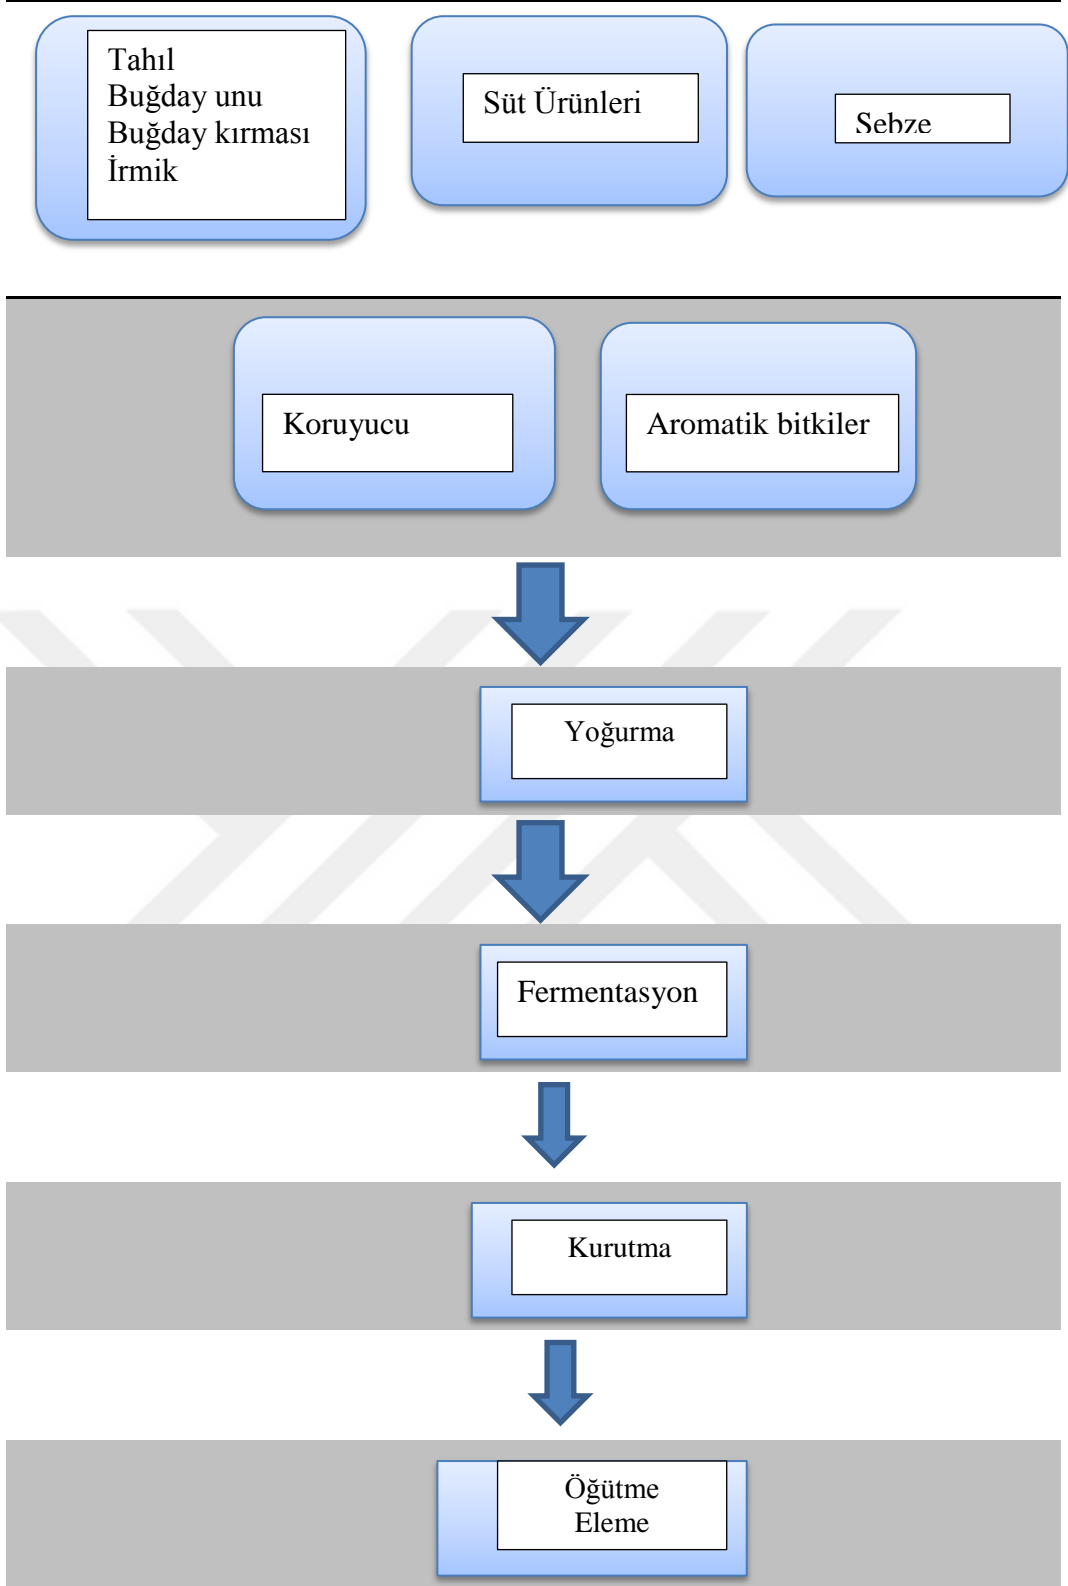 Tahıl
Buğday unu
Buğday kırması
İrmik
Süt Ürünleri
Sebze
Koruyucu
Aromatik bitkiler
Yoğurma
Fermentasyon
Kurutma
Öğütme
Eleme